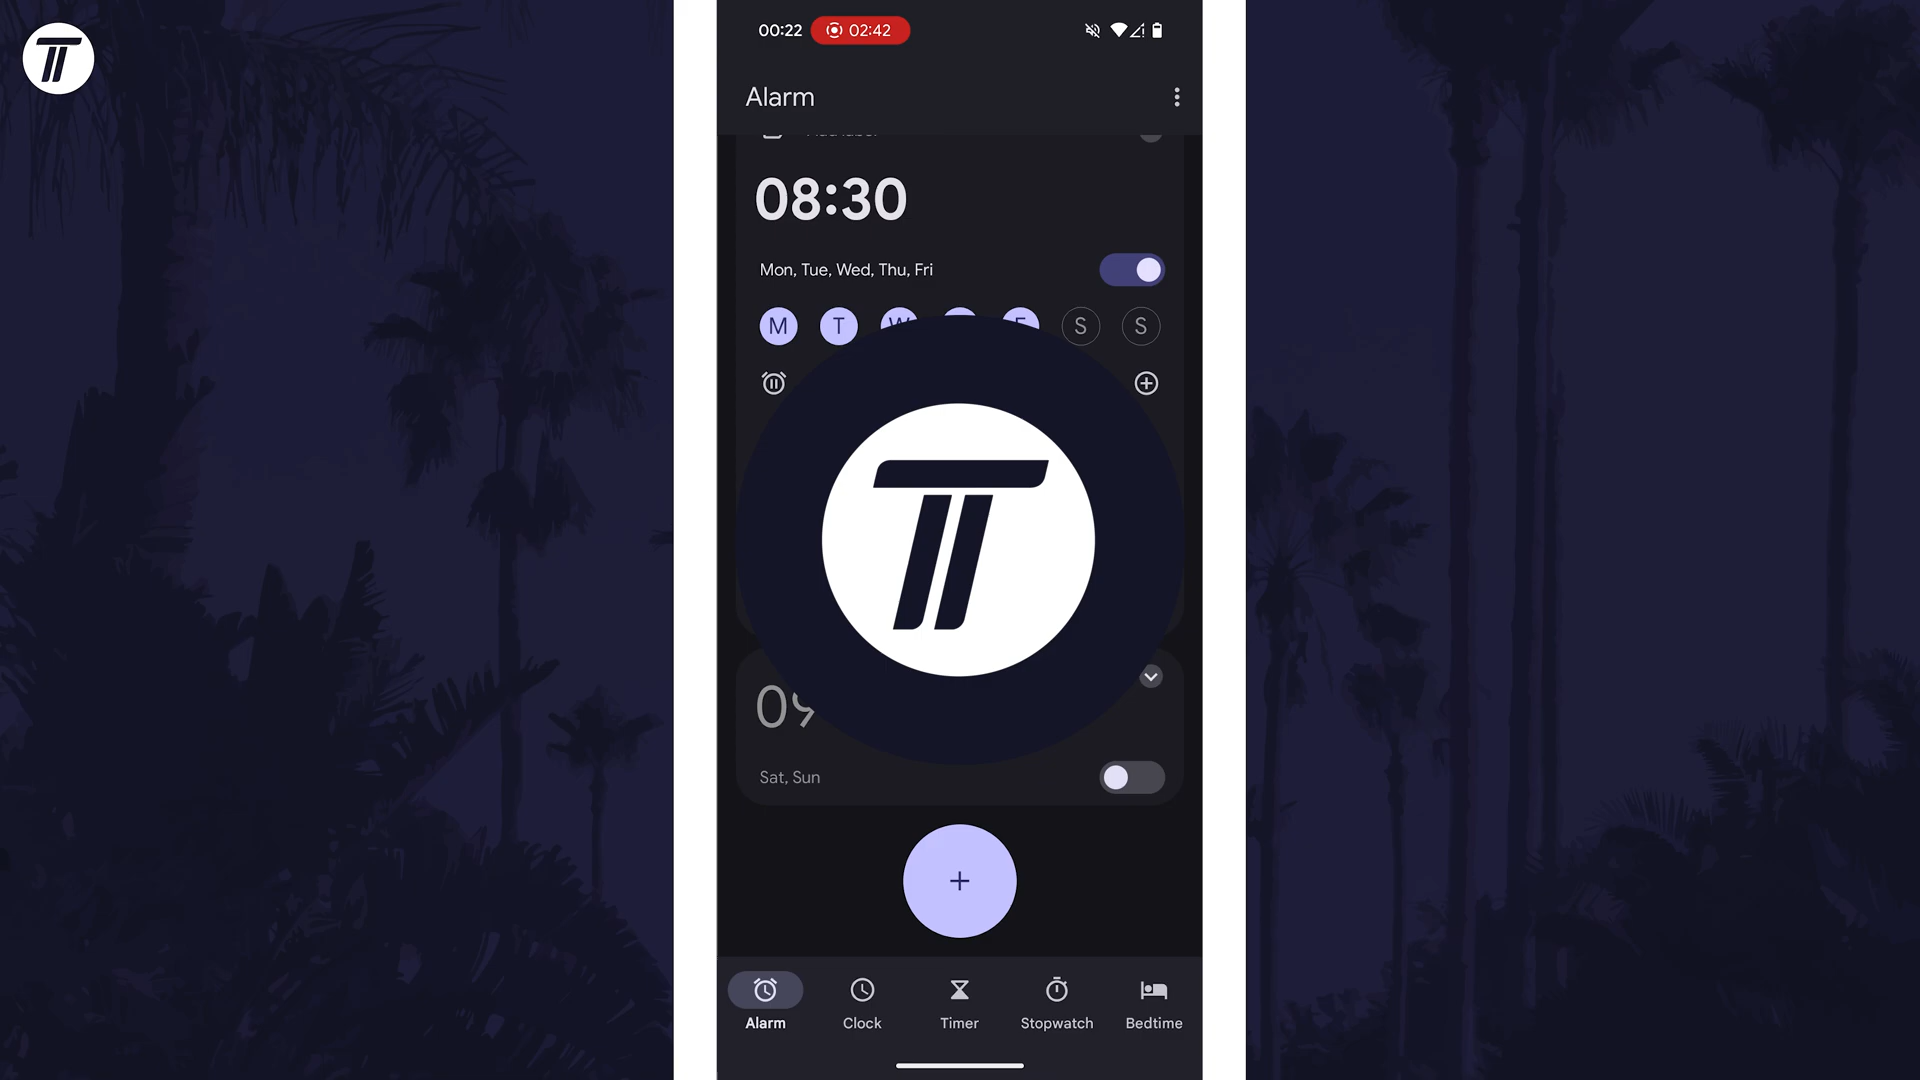 T
00:22 02:42
Alarm
08:30
Mon, Tue, Wed, Thu, Fri
M T W F S S
T
09
Sat, Sun
+
Alarm Clock Timer Stopwatch Bedtime